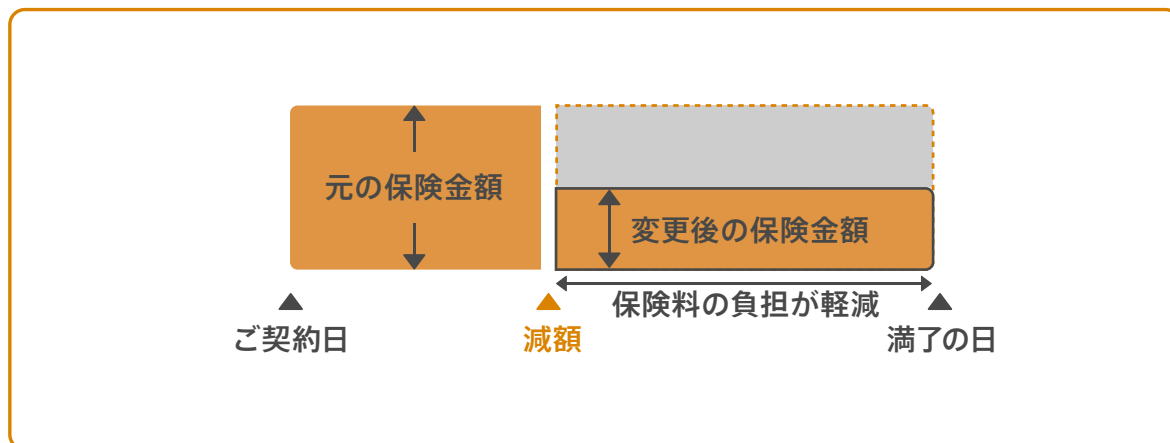 元の保険金額
変更後の保険金額
保険料の負担が軽減
ご契約日
減額
満了の日